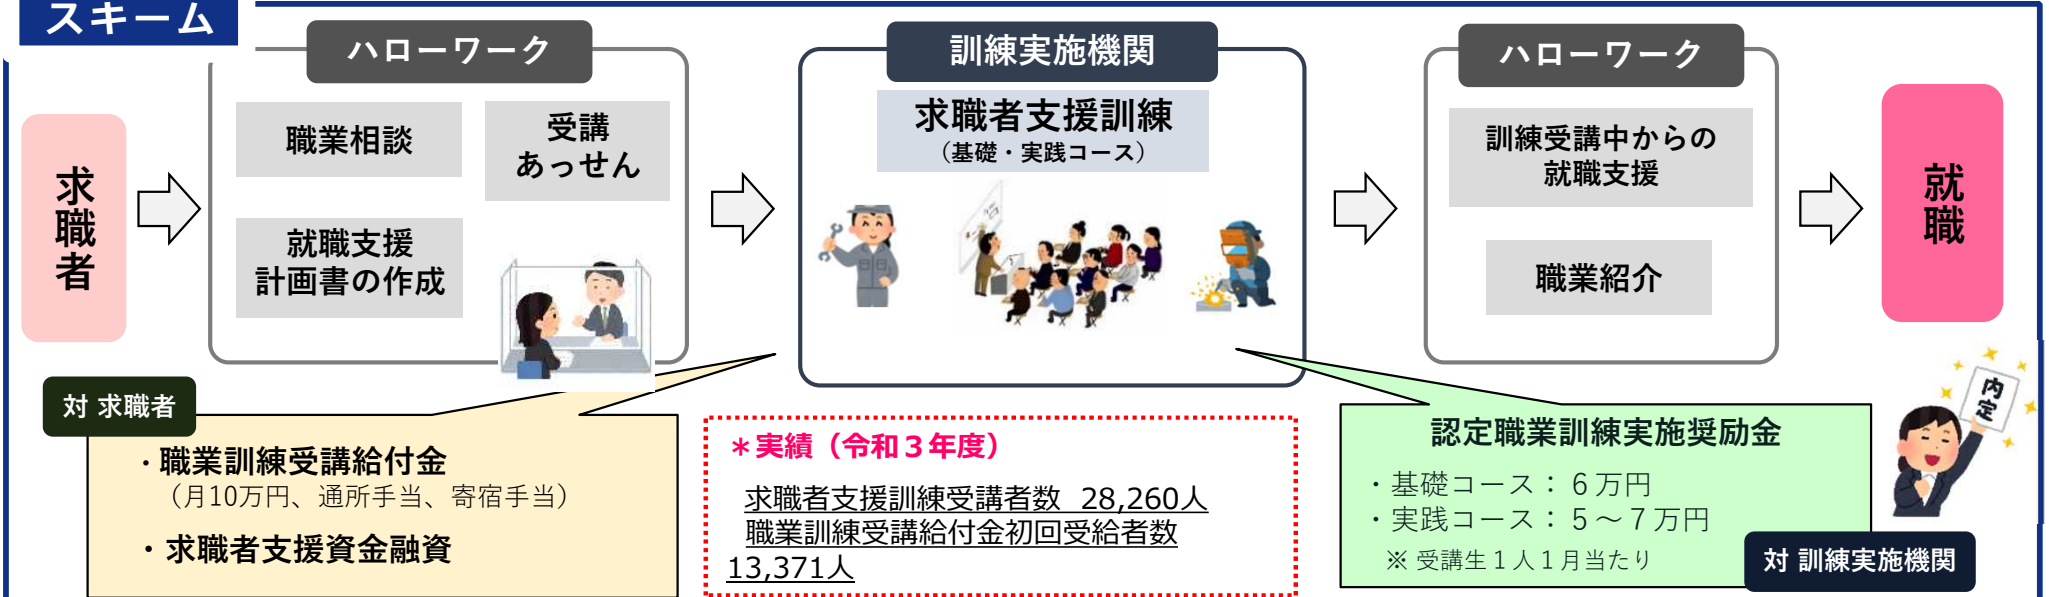 スキーム
求職者
ハローワーク
職業相談
受講
あっせん
就職支援
計画書の作成
訓練実施機関
求職者支援訓練
（基礎・実践コース）
ハローワーク
訓練受講中からの
就職支援
職業紹介
就職
対 求職者
・職業訓練受講給付金
（月10万円、通所手当、寄宿手当）
・求職者支援資金融資
＊実績（令和３年度）
求職者支援訓練受講者数 28,260人
職業訓練受講給付金初回受給者数
13,371人
認定職業訓練実施奨励金
・基礎コース：６万円
・実践コース：５～７万円
※ 受講生１人１月当たり
対 訓練実施機関
内定